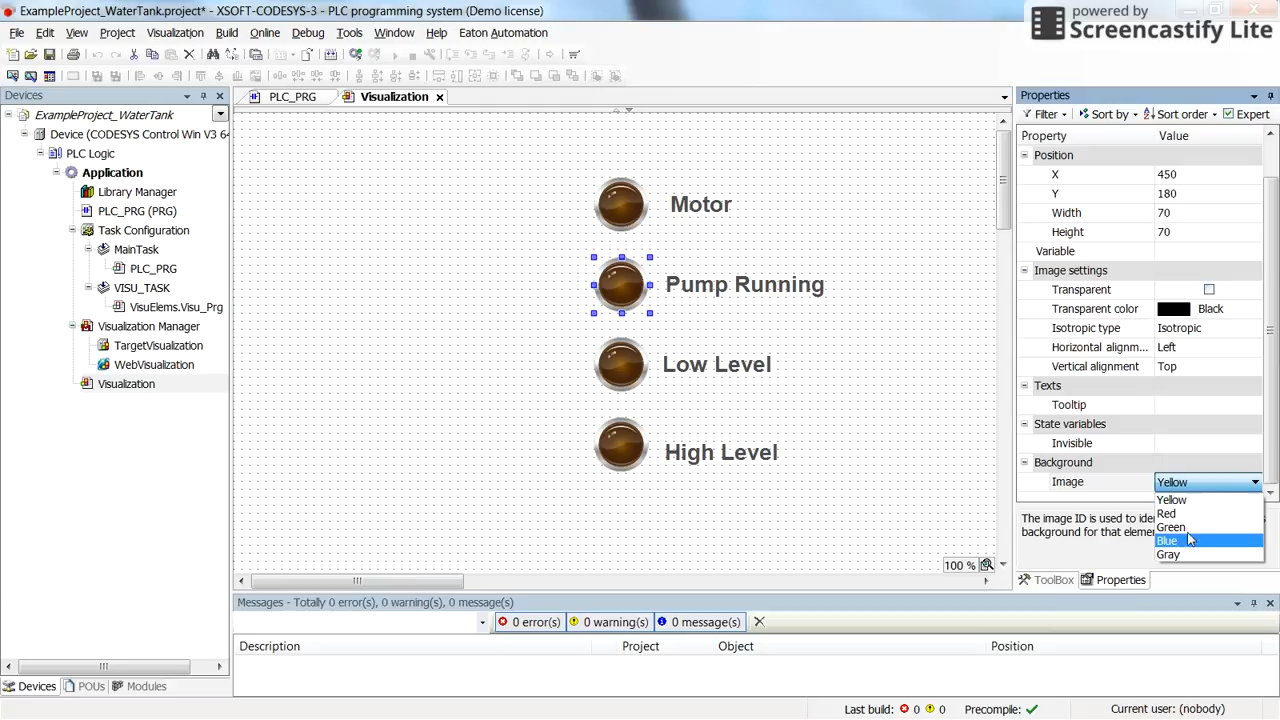 ExampleProject_WaterTank.project* - XSOFT-CODESYS-3 - PLC programming system (Demo license)
powered by
Screencastify Lite
File Edit View Project Visualization Build Online Debug Tools Window Help Eaton Automation
Devices
PLC_PRG
Visualization
Properties
ExampleProject_WaterTank
Device (CODESYS Control Win V3 64
PLC Logic
Application
Library Manager
PLC_PRG (PRG)
Task Configuration
MainTask
PLC_PRG
VISU_TASK
VisuElems.Visu_Prg
Visualization Manager
TargetVisualization
WebVisualization
Visualization
Motor
Pump Running
Low Level
High Level
100 %
Filter Sort by Sort order Expert
Property Value
Position
X 450
Y 180
Width 70
Height 70
Variable
Image settings
Transparent
Transparent color Black
Isotropic type Isotropic
Horizontal alignm... Left
Vertical alignment Top
Texts
Tooltip
State variables
Invisible
Background
Image Yellow
Yellow
Red
Green
Blue
Gray
The image ID is used to ide
background for that elemen
ToolBox Properties
Messages - Totally 0 error(s), 0 warning(s), 0 message(s)
0 error(s) 0 warning(s) 0 message(s)
Description Project Object Position
Devices POUs Modules
Last build: 0 0 Precompile: Current user: (nobody)